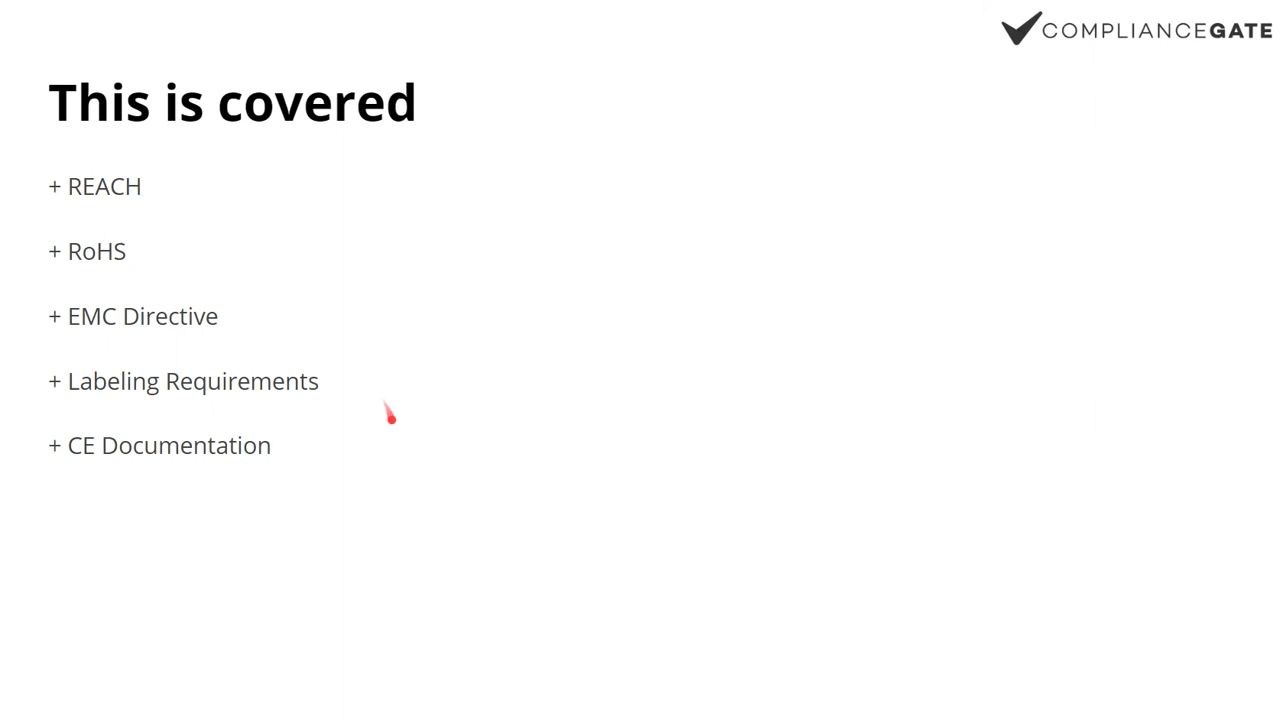 COMPLIANCEGATE
This is covered
+ REACH
+ RoHS
+ EMC Directive
+ Labeling Requirements
+ CE Documentation